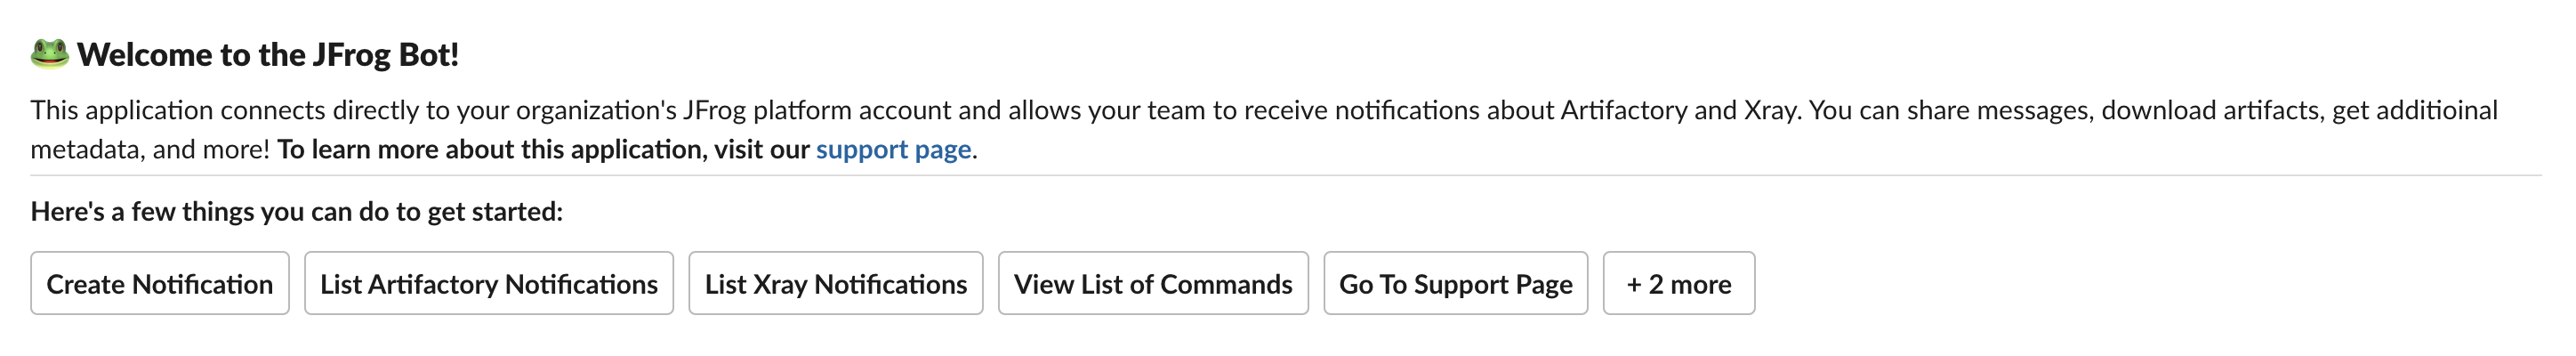 🐸 Welcome to the JFrog Bot!
This application connects directly to your organization's JFrog platform account and allows your team to receive notifications about Artifactory and Xray. You can share messages, download artifacts, get additioinal
metadata, and more! To learn more about this application, visit our support page.
Here's a few things you can do to get started:
Create Notification List Artifactory Notifications List Xray Notifications View List of Commands Go To Support Page + 2 more